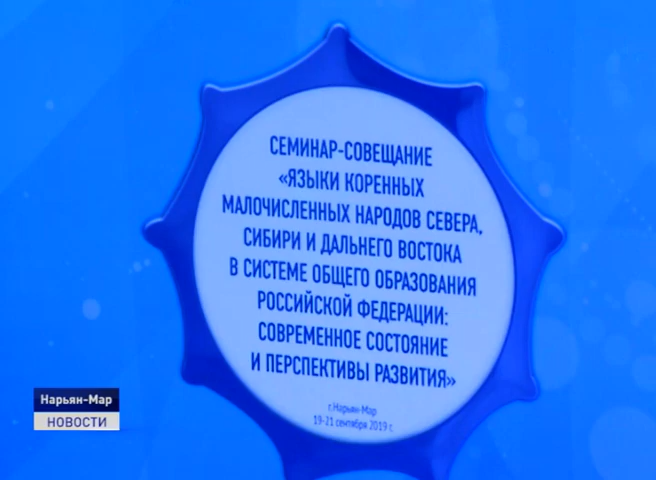 СЕМИНАР-СОВЕЩАНИЕ
«ЯЗЫКИ КОРЕННЫХ
МАЛОЧИСЛЕННЫХ НАРОДОВ СЕВЕРА,
СИБИРИ И ДАЛЬНЕГО ВОСТОКА
В СИСТЕМЕ ОБЩЕГО ОБРАЗОВАНИЯ
РОССИЙСКОЙ ФЕДЕРАЦИИ:
СОВРЕМЕННОЕ СОСТОЯНИЕ
И ПЕРСПЕКТИВЫ РАЗВИТИЯ»
г.Нарьян-Мар
19-21 сентября 2019 г.
Нарьян-Мар
НОВОСТИ